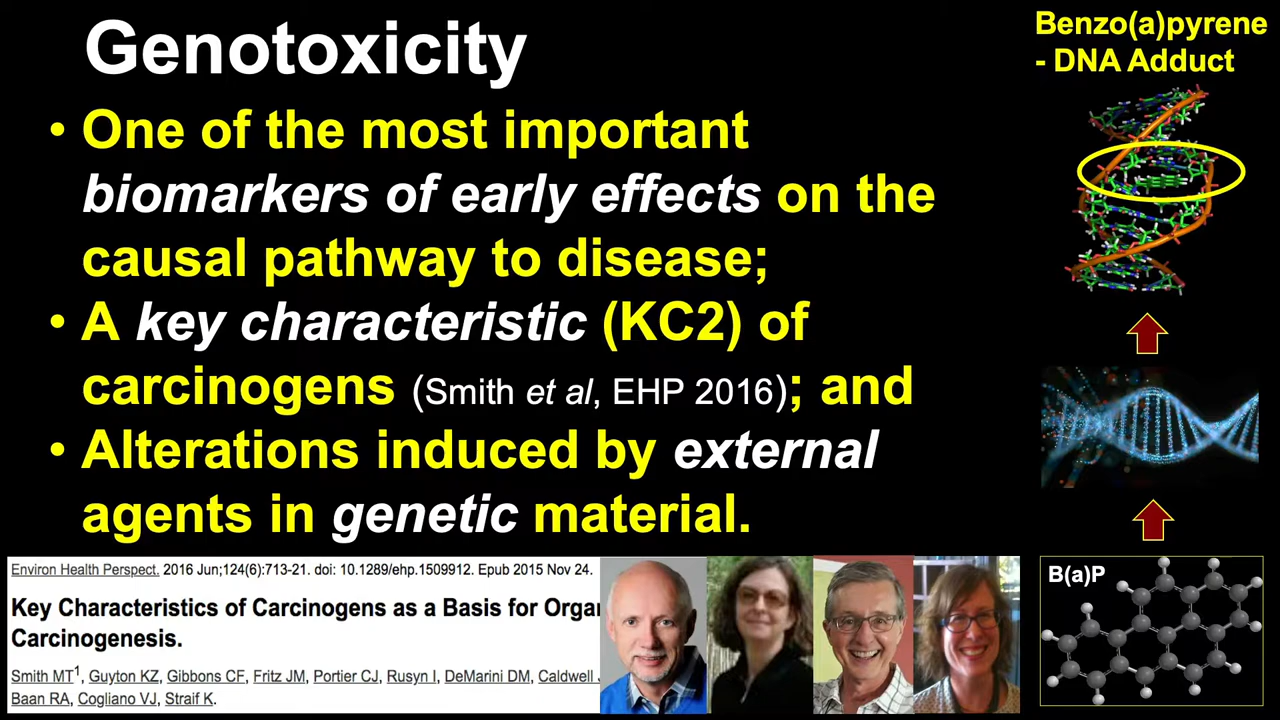 Genotoxicity
• One of the most important
biomarkers of early effects on the
causal pathway to disease;
• A key characteristic (KC2) of
carcinogens (Smith et al, EHP 2016); and
• Alterations induced by external
agents in genetic material.
Benzo(a)pyrene
- DNA Adduct
B(a)P
Environ Health Perspect. 2016 Jun;124(6):713-21. doi: 10.1289/ehp.1509912. Epub 2015 Nov 24.
Key Characteristics of Carcinogens as a Basis for
Carcinogenesis.
Smith MT1, Guyton KZ, Gibbons CF, Fritz JM, Portier CJ, Rusyn I, DeMarini DM, Caldwell
Baan RA, Cogliano VJ, Straif K.